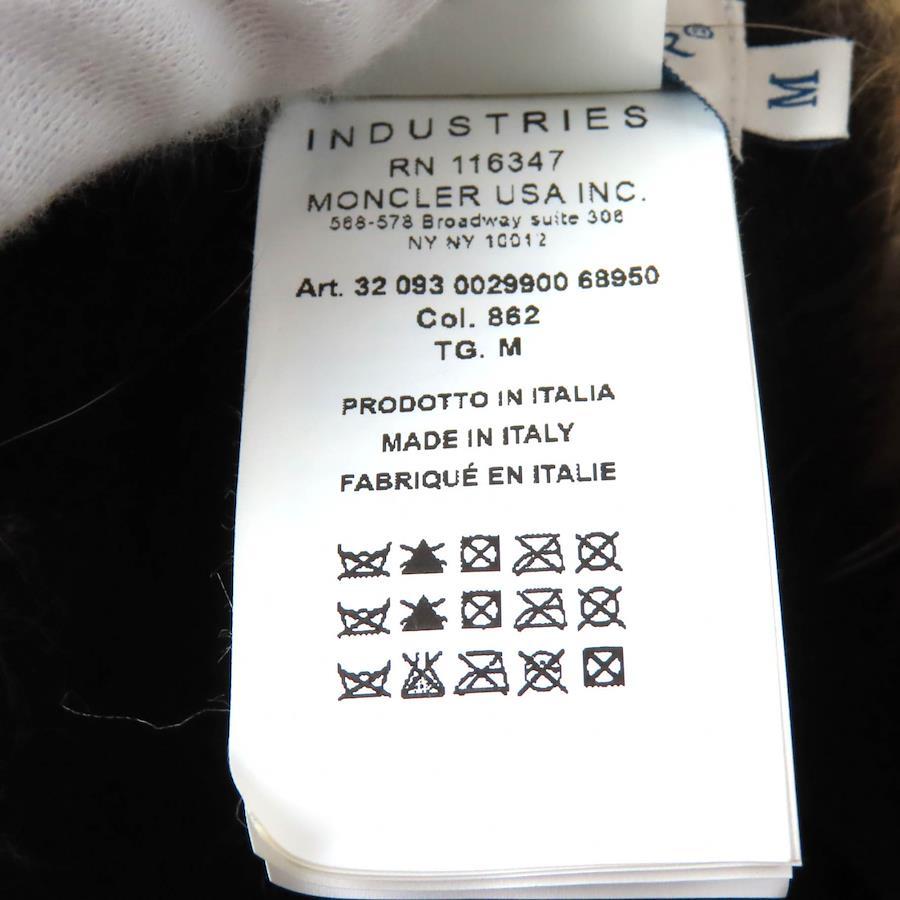 INDUSTRIES
RN 116347
MONCLER USA INC.
568-578 Broadway suite 306
NY NY 10012
Art. 32 093 0029900 68950
Col. 862
TG. M
PRODOTTO IN ITALIA
MADE IN ITALY
FABRIQUÉ EN ITALIE
R®
M